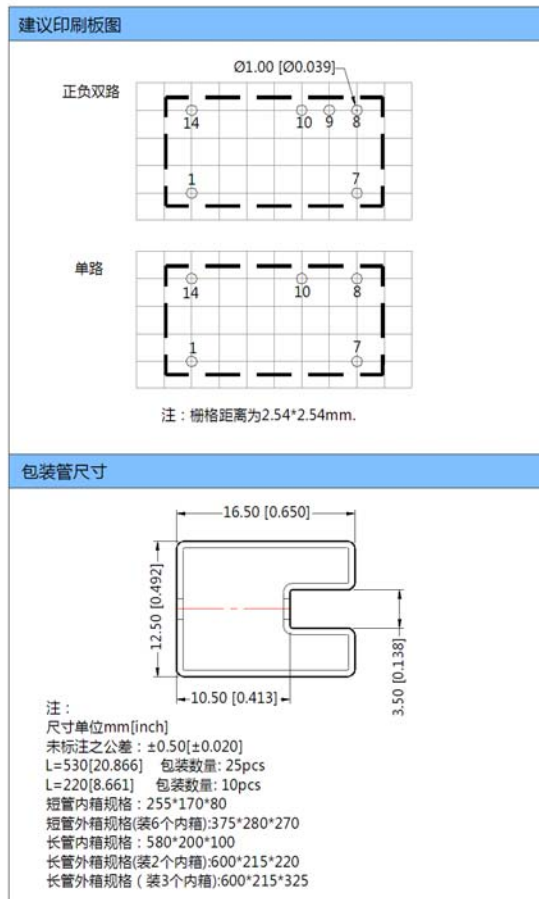 建议印刷板图
Ø1.00 [Ø0.039]
正负双路
14 10 9 8
1 7
单路
14 10 8
1 7
注：栅格距离为2.54*2.54mm.
包装管尺寸
16.50 [0.650]
12.50 [0.492]
3.50 [0.138]
10.50 [0.413]
注：
尺寸单位mm[inch]
未标注之公差：±0.50[±0.020]
L=530[20.866] 包装数量: 25pcs
L=220[8.661] 包装数量: 10pcs
短管内箱规格：255*170*80
短管外箱规格(装6个内箱):375*280*270
长管内箱规格：580*200*100
长管外箱规格(装2个内箱):600*215*220
长管外箱规格（装3个内箱):600*215*325